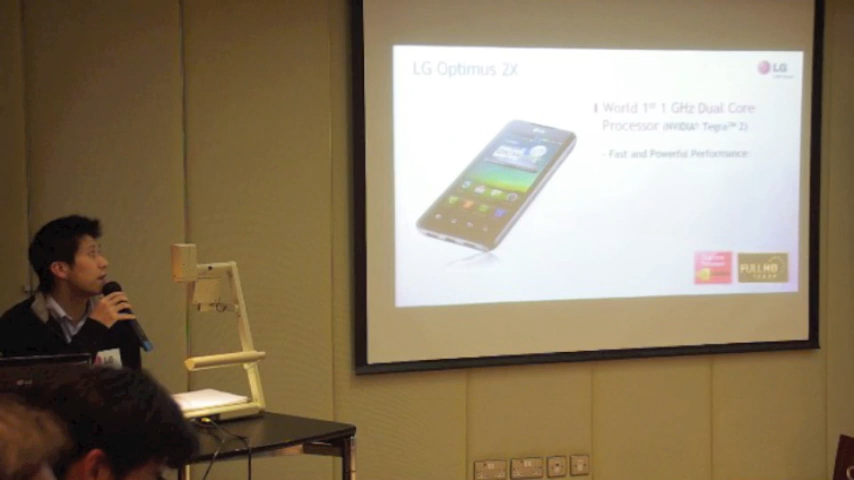 LG Optimus 2X
LG
World 1st 1 GHz Dual Core
Processor (NVIDIA® Tegra™ 2)
- Fast and Powerful Performance
FULL HD
LG